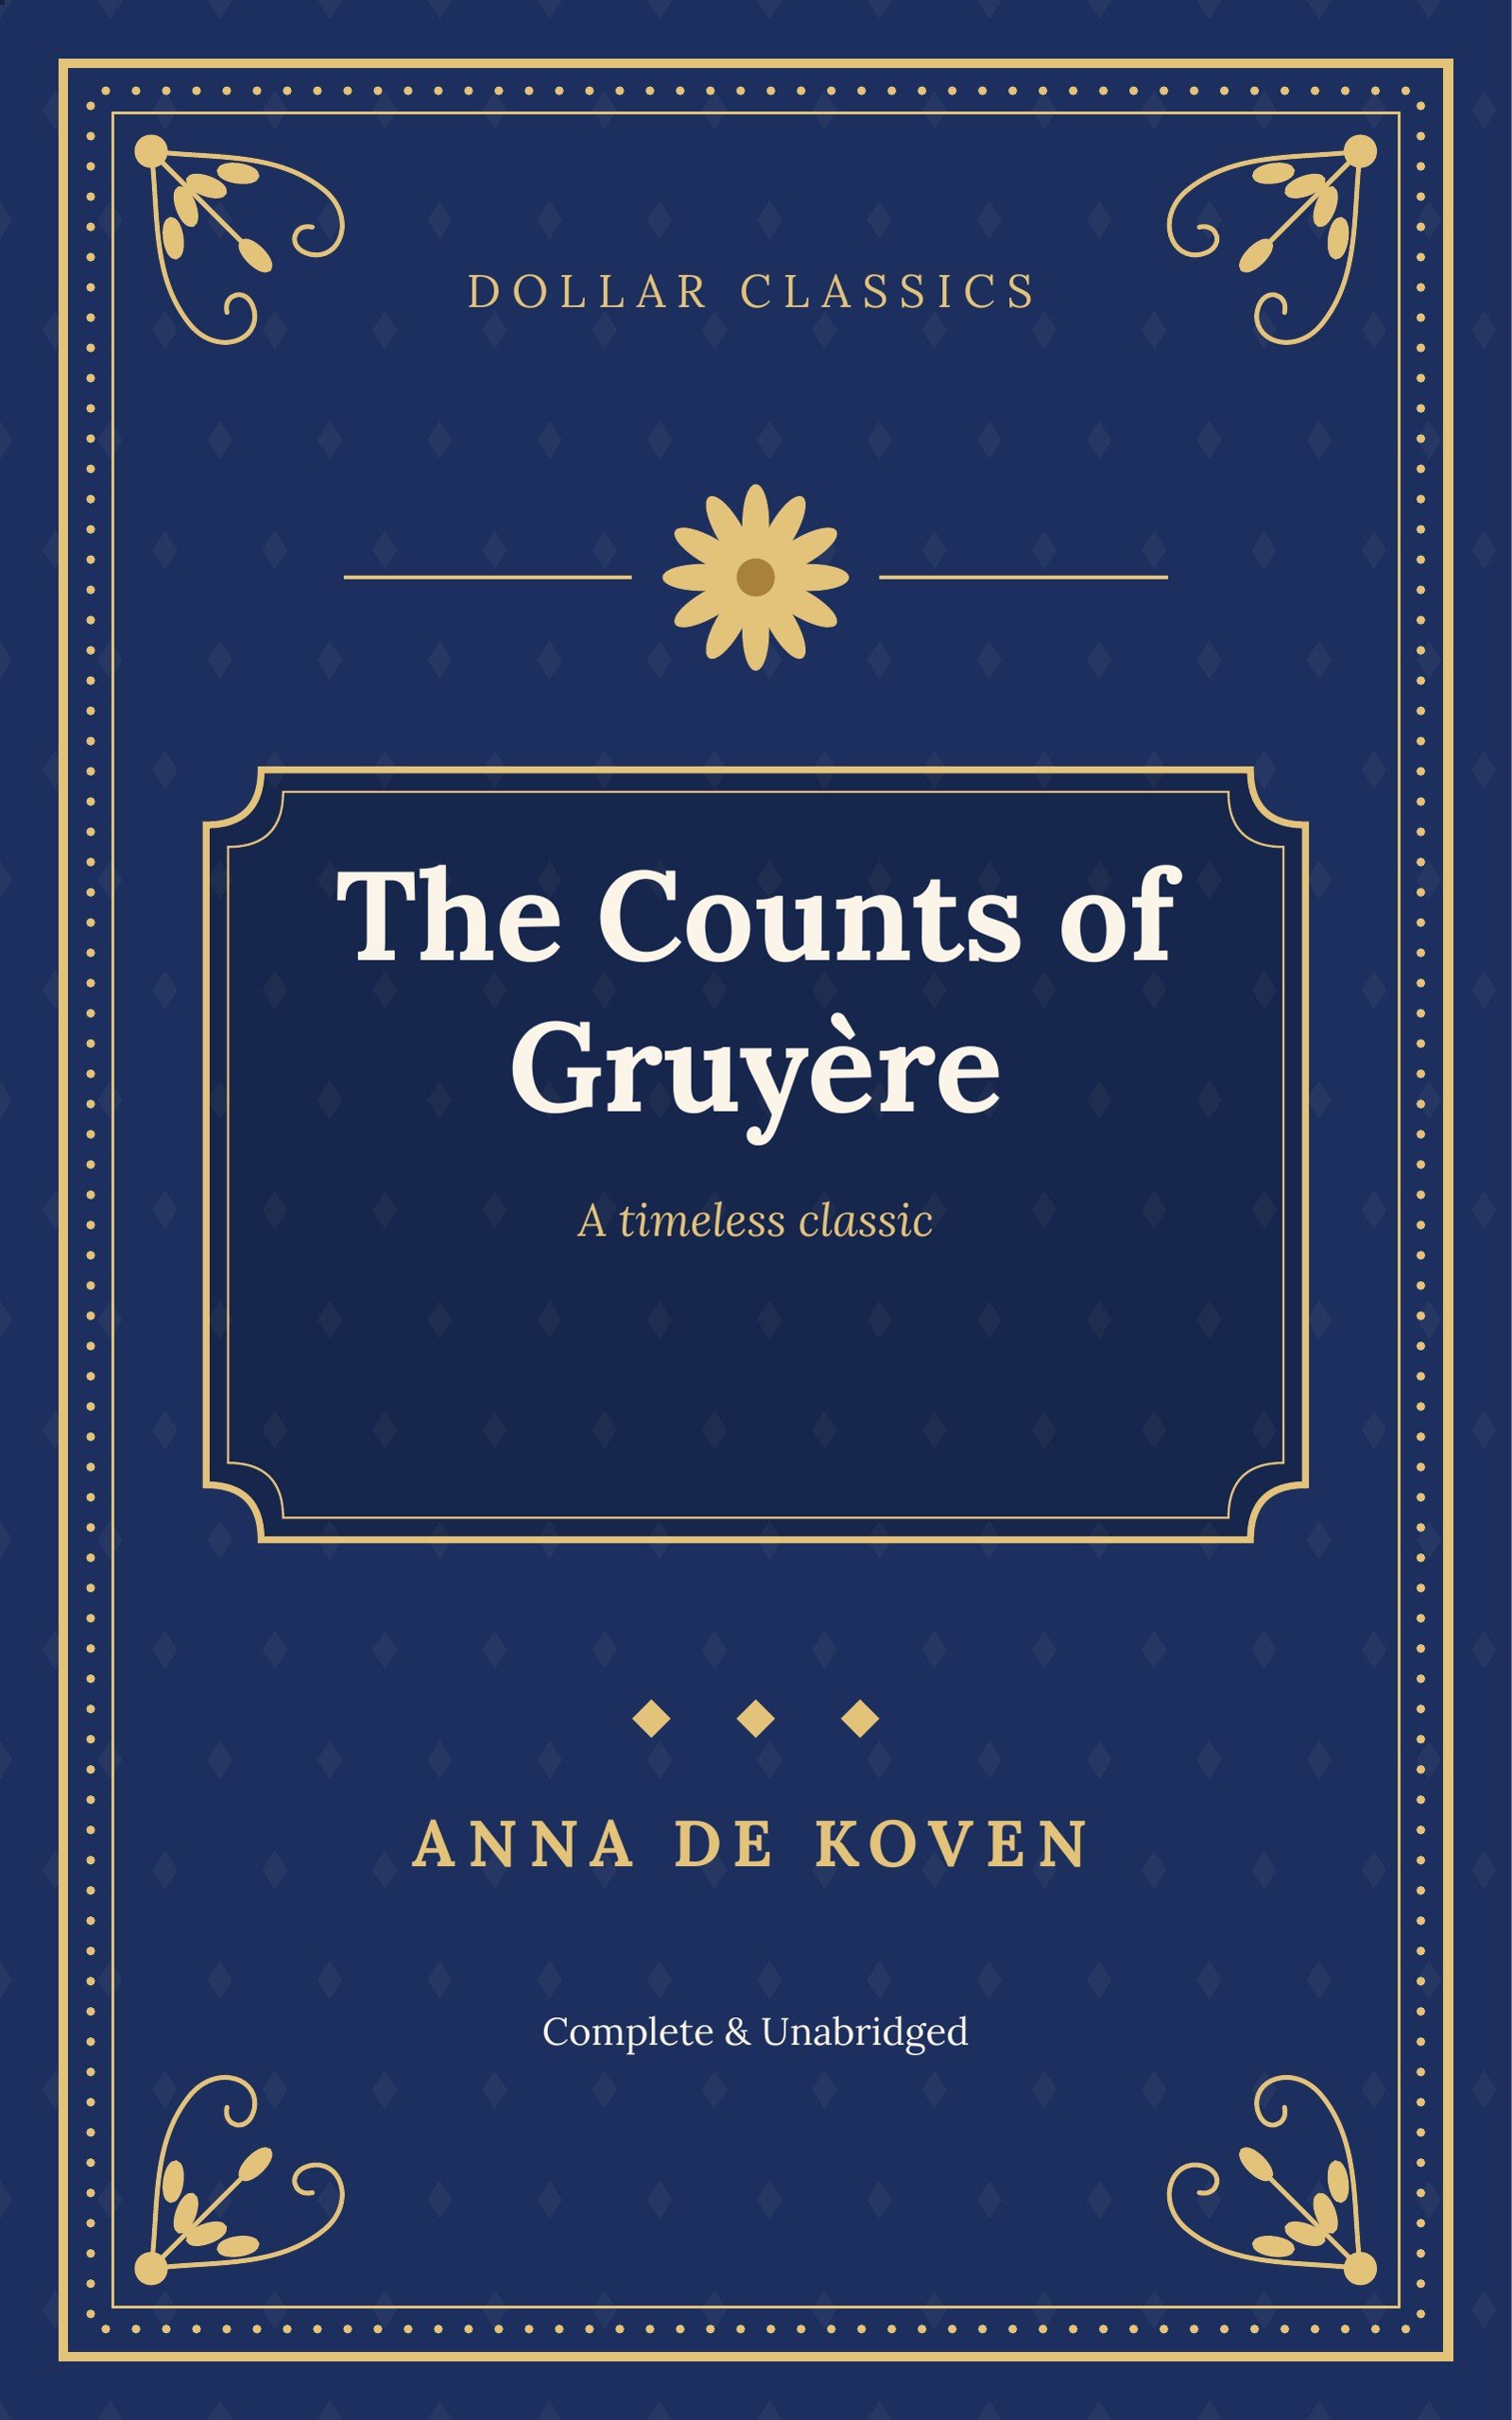 DOLLAR CLASSICS
The Counts of
Gruyère
A timeless classic
ANNA DE KOVEN
Complete & Unabridged